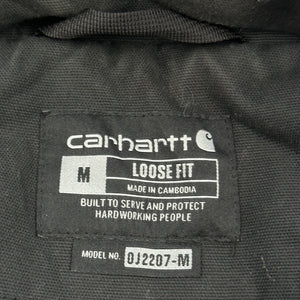 carhartt
M LOOSE FIT
MADE IN CAMBODIA
BUILT TO SERVE AND PROTECT
HARDWORKING PEOPLE
MODEL NO. OJ2207-M